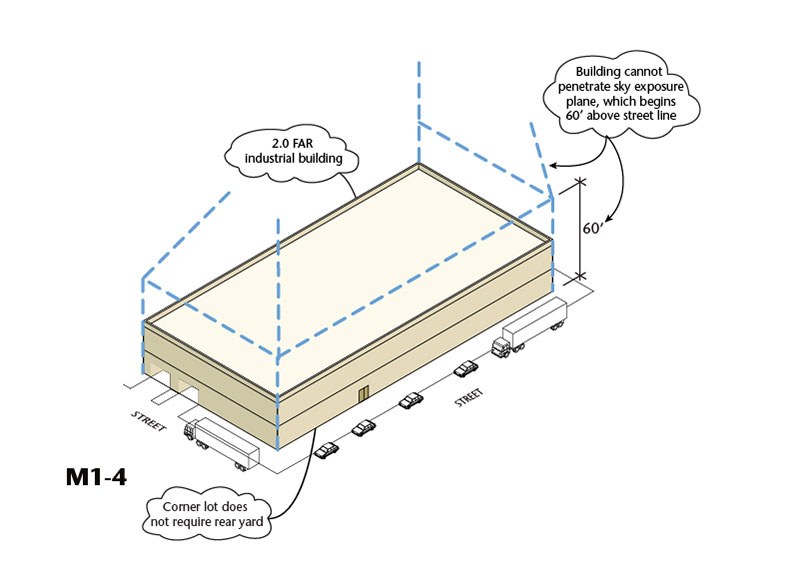 Building cannot
penetrate sky exposure
plane, which begins
60’ above street line
2.0 FAR
industrial building
60’
STREET
STREET
M1-4
Corner lot does
not require rear yard